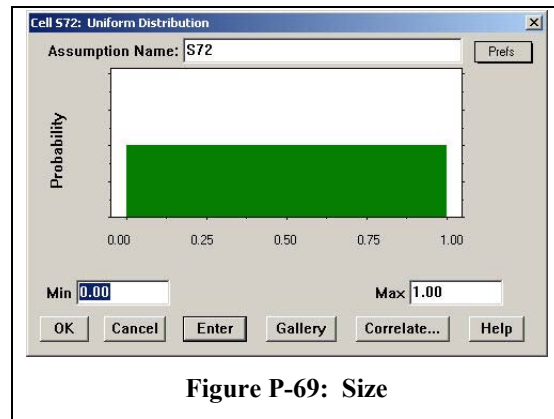 Cell S72: Uniform Distribution
Assumption Name: S72 Prefs
Probability
0.00 0.25 0.50 0.75 1.00
Min 0.00 Max 1.00
OK Cancel Enter Gallery Correlate... Help
Figure P-69: Size